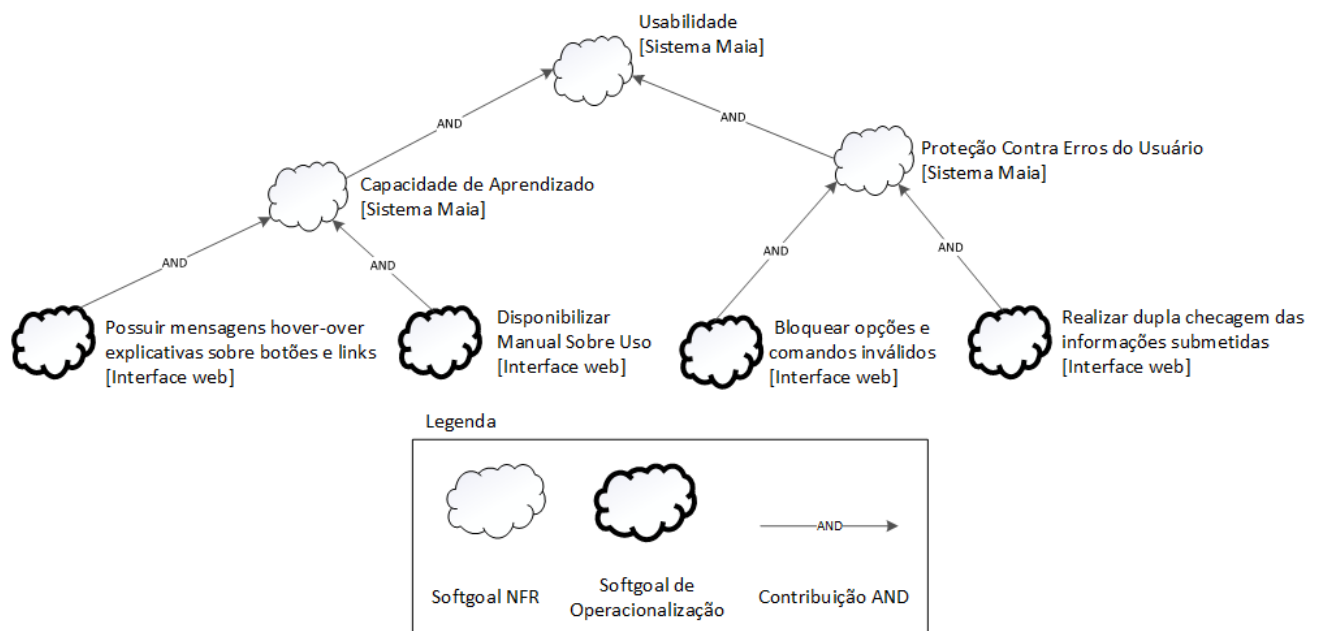 Usabilidade
[Sistema Maia]
AND
AND
Proteção Contra Erros do Usuário
[Sistema Maia]
Capacidade de Aprendizado
[Sistema Maia]
AND
AND
AND
AND
Possuir mensagens hover-over
explicativas sobre botões e links
[Interface web]
Disponibilizar
Manual Sobre Uso
[Interface web]
Bloquear opções e
comandos inválidos
[Interface web]
Realizar dupla checagem das
informações submetidas
[Interface web]
Legenda
AND
Softgoal NFR
Softgoal de
Operacionalização
Contribuição AND